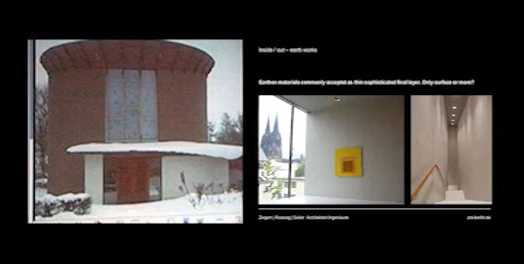 Inside / out – earth works
Earthen materials commonly accepted as thin sophisticated final layer. Only surface or more?
Ziegert | Roswag | Seiler Architekten Ingenieure